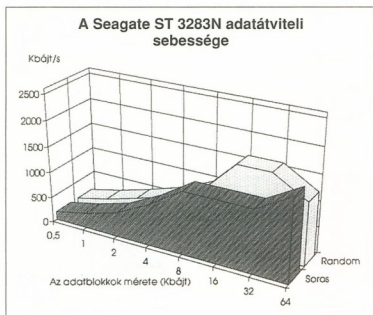 A Seagate ST 3283N adatátviteli
sebessége
Kbájt/s
2500
2000
1500
1000
500
0
0,5
1
2
4
8
16
32
64
Az adatblokkok mérete (Kbájt)
Random
Soros